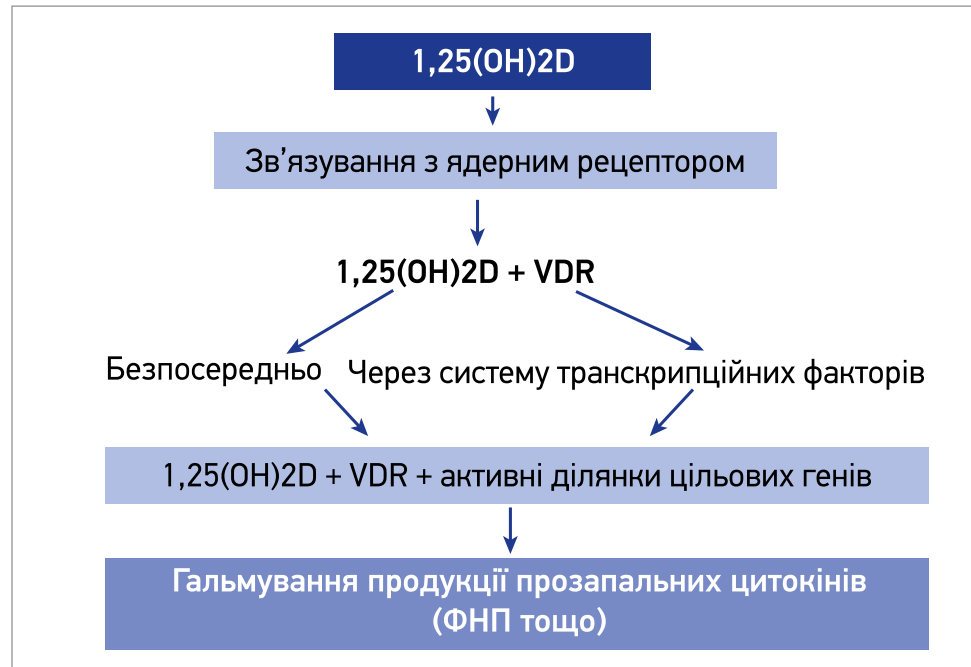 1,25(OH)2D
Зв’язування з ядерним рецептором
1,25(OH)2D + VDR
Безпосередньо
Через систему транскрипційних факторів
1,25(OH)2D + VDR + активні ділянки цільових генів
Гальмування продукції прозапальних цитокінів
(ФНП тощо)